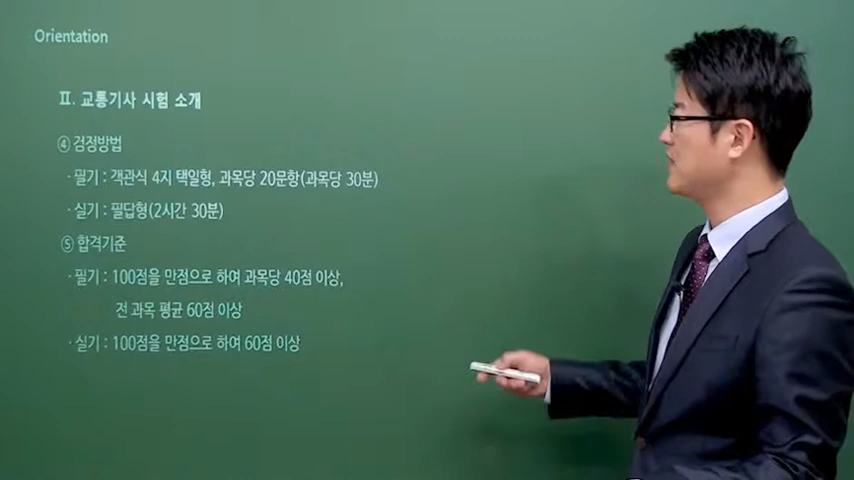 Orientation
Ⅱ. 교통기사 시험 소개
④ 검정방법
· 필기 : 객관식 4지 택일형, 과목당 20문항(과목당 30분)
· 실기 : 필답형(2시간 30분)
⑤ 합격기준
· 필기 : 100점을 만점으로 하여 과목당 40점 이상,
전 과목 평균 60점 이상
· 실기 : 100점을 만점으로 하여 60점 이상